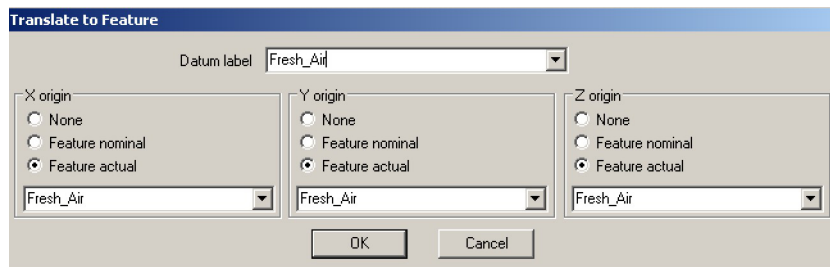 Translate to Feature
Datum label Fresh_Air
X origin Y origin Z origin
None None None
Feature nominal Feature nominal Feature nominal
Feature actual Feature actual Feature actual
Fresh_Air Fresh_Air Fresh_Air
OK Cancel